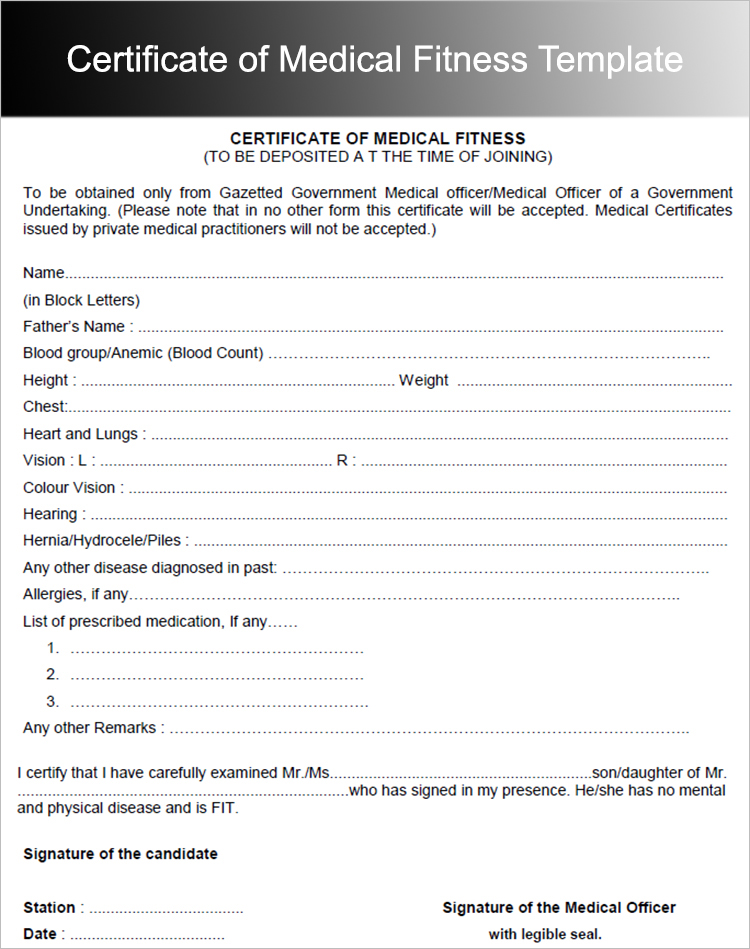 Certificate of Medical Fitness Template
CERTIFICATE OF MEDICAL FITNESS
(TO BE DEPOSITED A T THE TIME OF JOINING)
To be obtained only from Gazetted Government Medical officer/Medical Officer of a Government
Undertaking. (Please note that in no other form this certificate will be accepted. Medical Certificates
issued by private medical practitioners will not be accepted.)
Name..........................................................................................
(in Block Letters)
Father's Name : ..........................................................................................
Blood group/Anemic (Blood Count) ……………………………………………………………………..
Height : .......................................................................... Weight ................................................................
Chest:..........................................................................................
Heart and Lungs : ..........................................................................................
Vision : L : ...................................................... R : ..........................................................................
Colour Vision : ..........................................................................................
Hearing : ..........................................................................................
Hernia/Hydrocele/Piles : ..........................................................................................
Any other disease diagnosed in past: ……………………………………………………………………..
Allergies, if any……………………………………………………………………………..
List of prescribed medication, If any……
1. ……………………………………………………
2. ……………………………………………………
3. …………………………………………………….
Any other Remarks : ……………………………………………………………………………..
I certify that I have carefully examined Mr./Ms..............................................................son/daughter of Mr.
..............................................................................who has signed in my presence. He/she has no mental
and physical disease and is FIT.
Signature of the candidate
Station : .................................... Signature of the Medical Officer
Date : .................................... with legible seal.